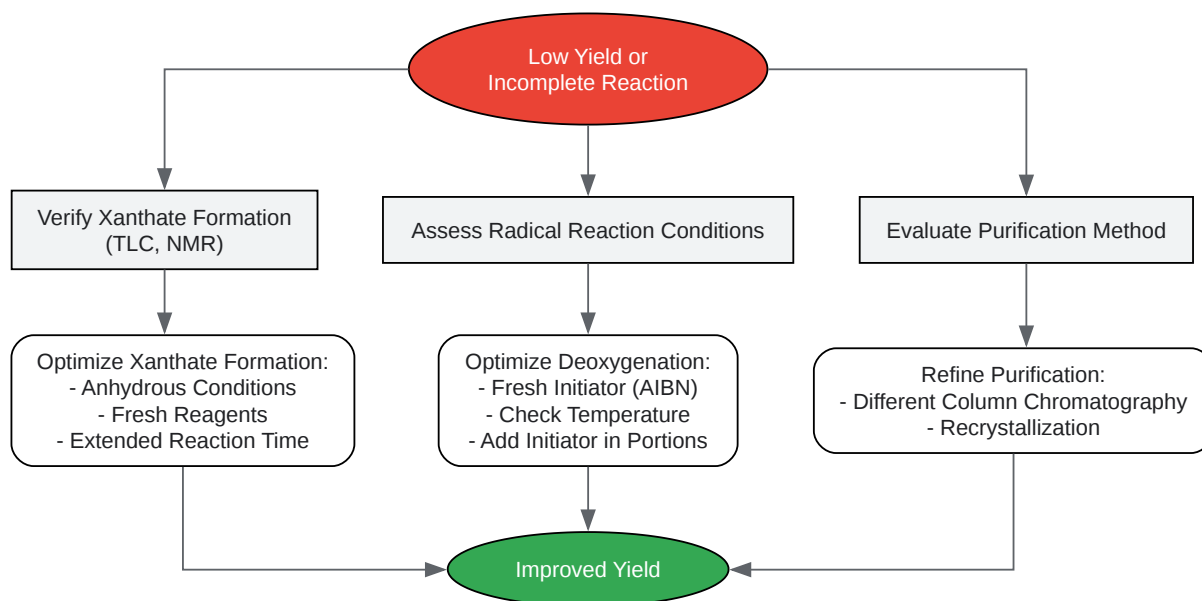 Low Yield or
Incomplete Reaction
Verify Xanthate Formation
(TLC, NMR)
Assess Radical Reaction Conditions
Evaluate Purification Method
Optimize Xanthate Formation:
- Anhydrous Conditions
- Fresh Reagents
- Extended Reaction Time
Optimize Deoxygenation:
- Fresh Initiator (AIBN)
- Check Temperature
- Add Initiator in Portions
Refine Purification:
- Different Column Chromatography
- Recrystallization
Improved Yield